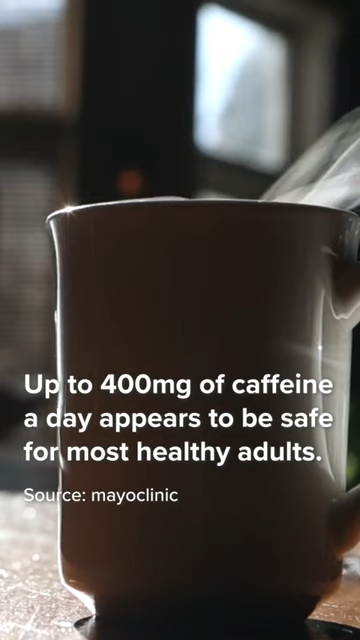 Up to 400mg of caffeine
a day appears to be safe
for most healthy adults.
Source: mayoclinic